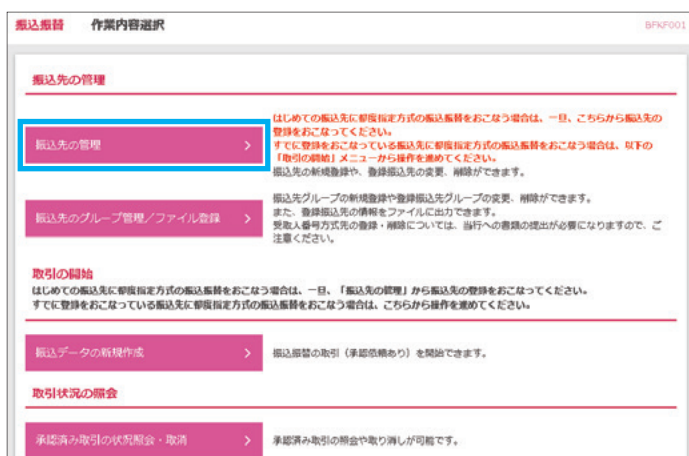 振込振替 作業内容選択 BFKF001
振込先の管理
振込先の管理
はじめての振込先に都度指定方式の振込振替をおこなう場合は、一旦、こちらから振込先の
登録をおこなってください。
すでに登録をおこなっている振込先に都度指定方式の振込振替をおこなう場合は、以下の
「取引の開始」メニューから操作を進めてください。
振込先の新規登録や、登録振込先の変更、削除ができます。
振込先のグループ管理／ファイル登録
振込先グループの新規登録や登録振込先グループの変更、削除ができます。
また、登録振込先の情報をファイルに出力できます。
受取人番号方式先の登録・削除については、当行への書類の提出が必要になりますので、ご
注意ください。
取引の開始
はじめての振込先に都度指定方式の振込振替をおこなう場合は、一旦、「振込先の管理」から振込先の登録をおこなってください。
すでに登録をおこなっている振込先に都度指定方式の振込振替をおこなう場合は、こちらから操作を進めてください。
振込データの新規作成
振込振替の取引（承認依頼あり）を開始できます。
取引状況の照会
承認済み取引の状況照会・取消
承認済み取引の照会や取り消しが可能です。